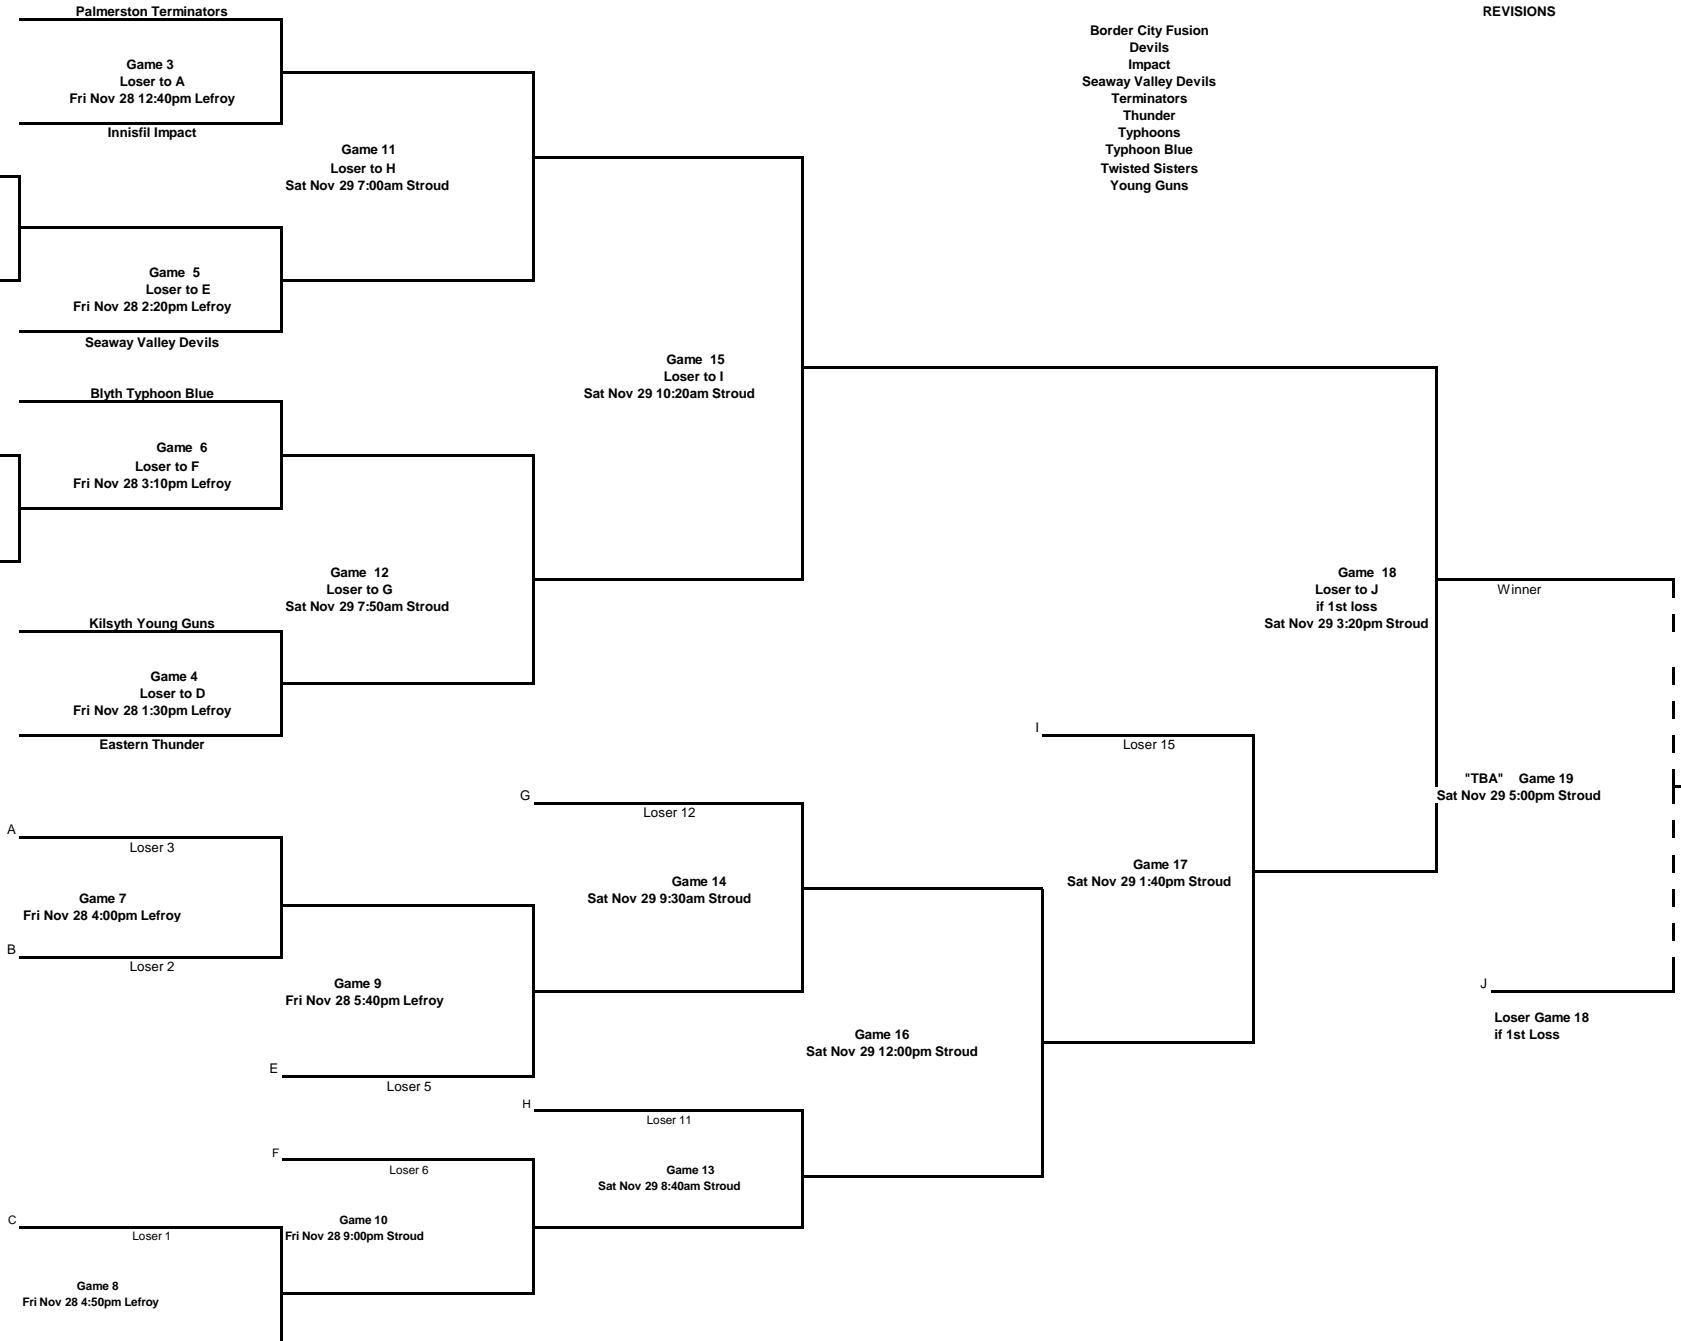 Palmerston Terminators
REVISIONS
Border City Fusion
Devils
Impact
Seaway Valley Devils
Terminators
Thunder
Typhoons
Typhoon Blue
Twisted Sisters
Young Guns
Game 3
Loser to A
Fri Nov 28 12:40pm Lefroy
Innisfil Impact
Game 11
Loser to H
Sat Nov 29 7:00am Stroud
Game 5
Loser to E
Fri Nov 28 2:20pm Lefroy
Seaway Valley Devils
Game 15
Loser to I
Sat Nov 29 10:20am Stroud
Blyth Typhoon Blue
Game 6
Loser to F
Fri Nov 28 3:10pm Lefroy
Game 12
Loser to G
Sat Nov 29 7:50am Stroud
Game 18
Loser to J
if 1st loss
Sat Nov 29 3:20pm Stroud
Winner
Kilsyth Young Guns
Game 4
Loser to D
Fri Nov 28 1:30pm Lefroy
Eastern Thunder
I
Loser 15
"TBA" Game 19
Sat Nov 29 5:00pm Stroud
G
Loser 12
A
Loser 3
Game 7
Fri Nov 28 4:00pm Lefroy
B
Loser 2
Game 14
Sat Nov 29 9:30am Stroud
Game 17
Sat Nov 29 1:40pm Stroud
Game 9
Fri Nov 28 5:40pm Lefroy
J
Loser Game 18
if 1st Loss
Game 16
Sat Nov 29 12:00pm Stroud
E
Loser 5
H
Loser 11
F
Loser 6
Game 13
Sat Nov 29 8:40am Stroud
C
Loser 1
Game 10
Fri Nov 28 9:00pm Stroud
Game 8
Fri Nov 28 4:50pm Lefroy